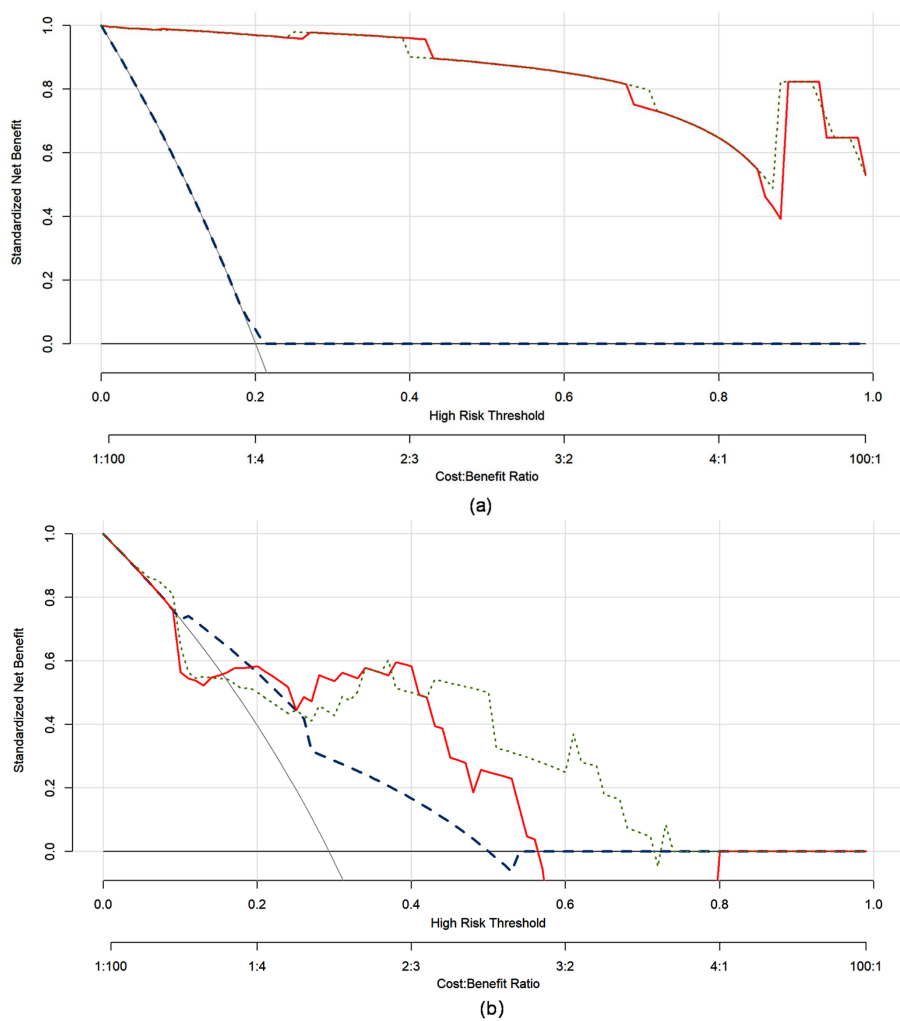 1.0
0.8
0.6
0.4
0.2
0.0
Standardized Net Benefit
0.0 0.2 0.4 0.6 0.8 1.0
High Risk Threshold
1:100 1:4 2:3 3:2 4:1 100:1
Cost:Benefit Ratio
(a)
1.0
0.8
0.6
0.4
0.2
0.0
Standardized Net Benefit
0.0 0.2 0.4 0.6 0.8 1.0
High Risk Threshold
1:100 1:4 2:3 3:2 4:1 100:1
Cost:Benefit Ratio
(b)